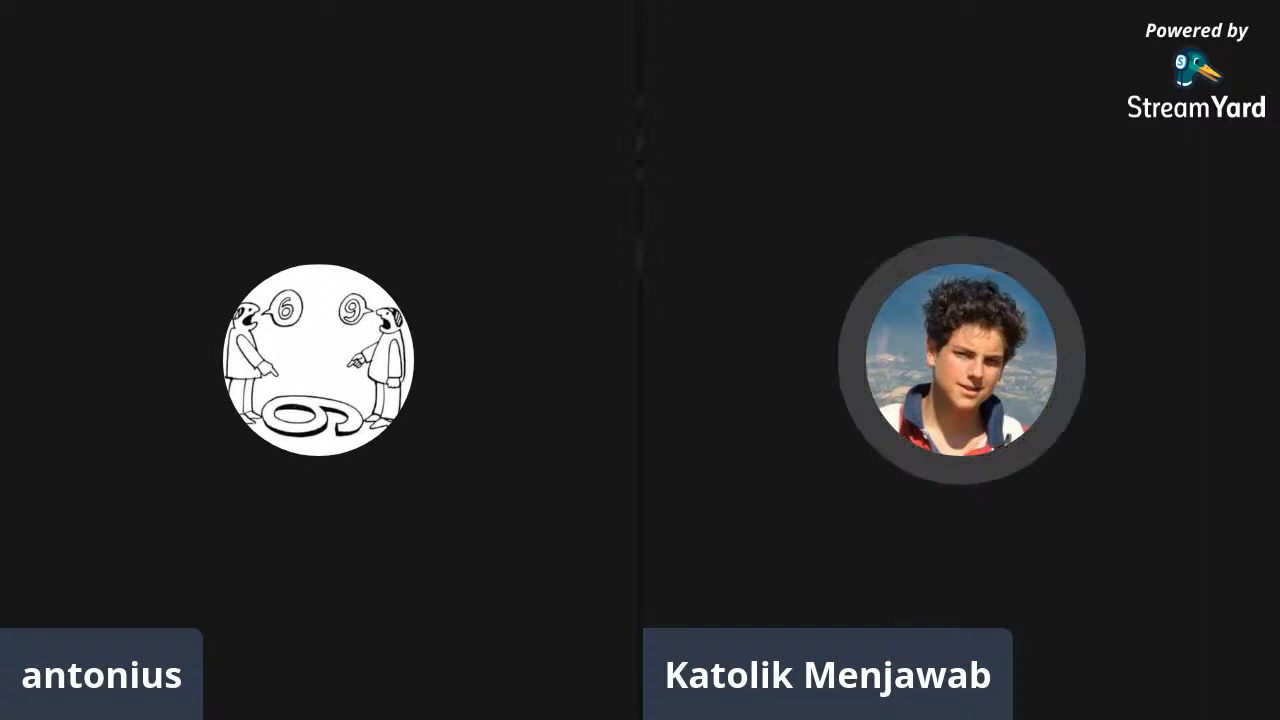 Powered by
StreamYard
6
9
6
antonius
Katolik Menjawab